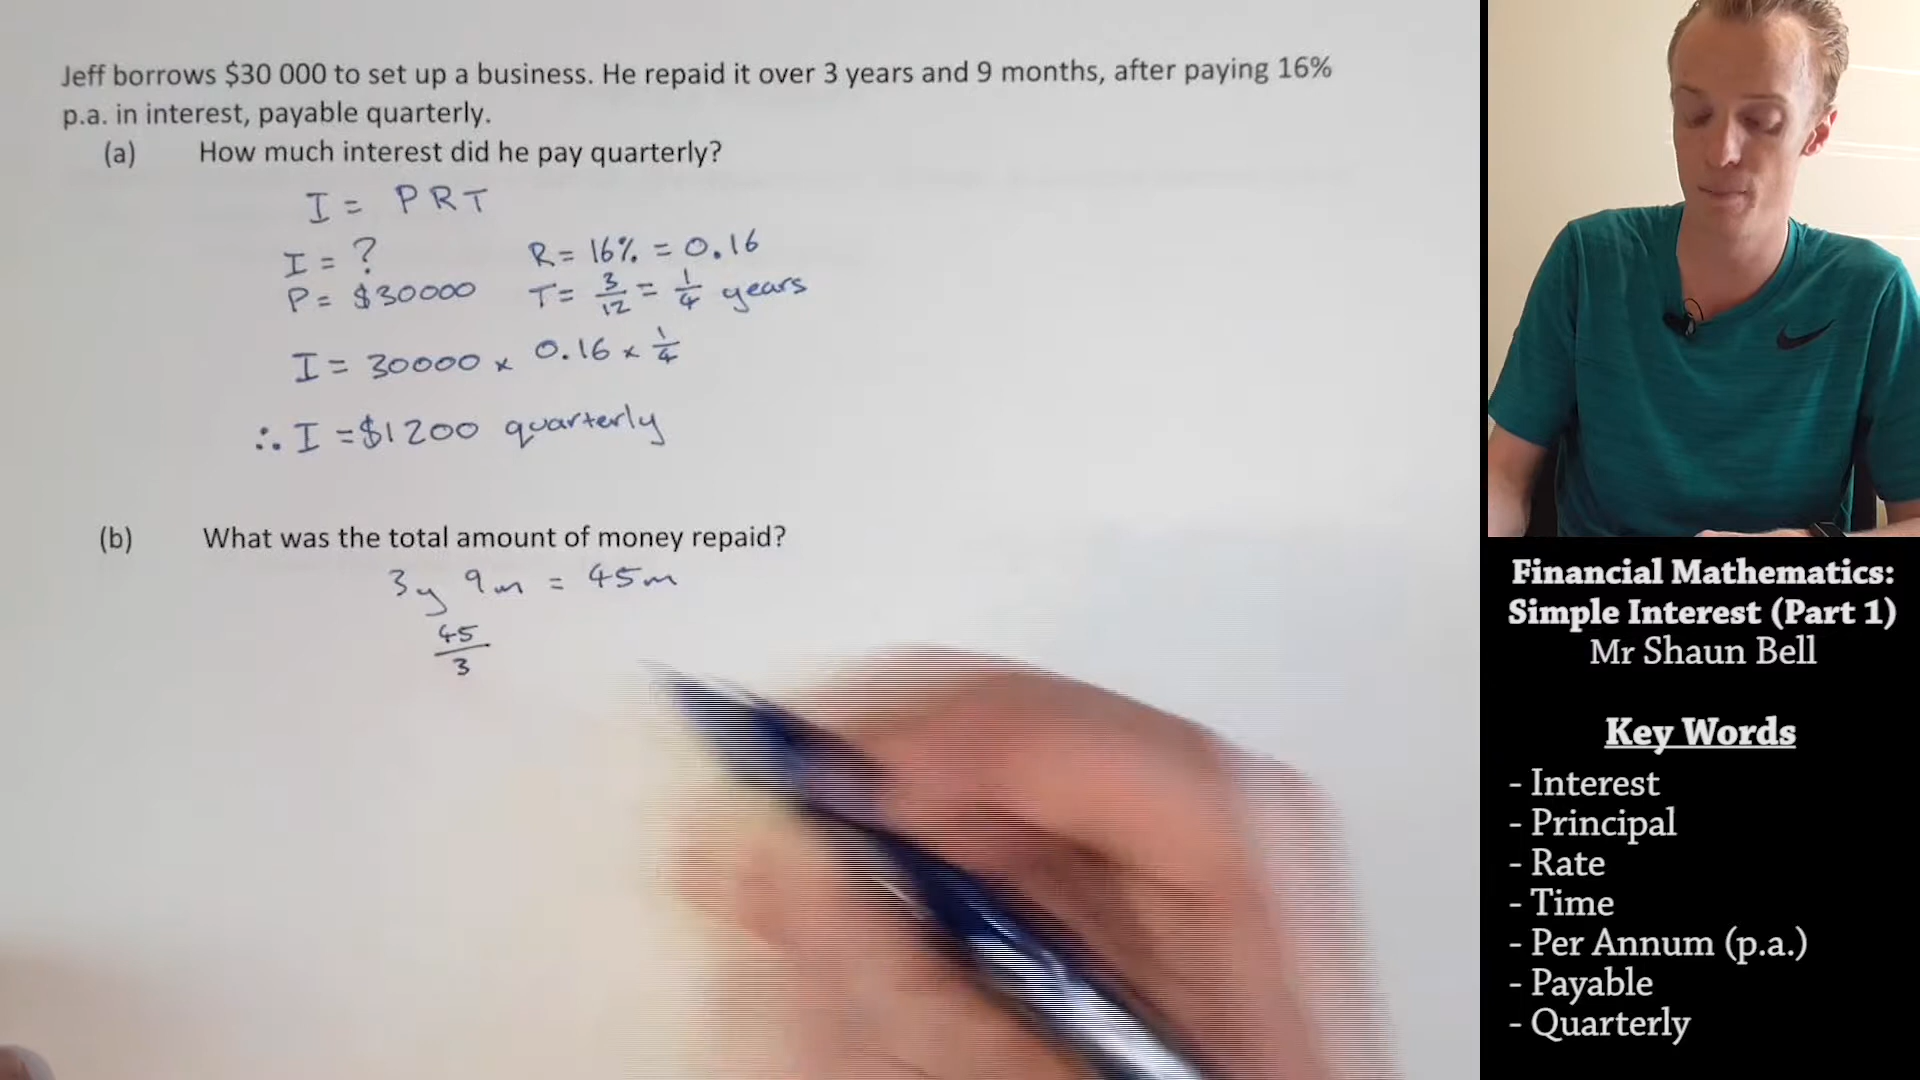 Jeff borrows $30 000 to set up a business. He repaid it over 3 years and 9 months, after paying 16%
p.a. in interest, payable quarterly.
(a) How much interest did he pay quarterly?
I = PRT
I = ? R = 16% = 0.16
P = $30000 T = 3/12 = 1/4 years
I = 30000 × 0.16 × 1/4
∴ I = $1200 quarterly
(b) What was the total amount of money repaid?
3y 9m = 45m
45/3
Financial Mathematics:
Simple Interest (Part 1)
Mr Shaun Bell
Key Words
- Interest
- Principal
- Rate
- Time
- Per Annum (p.a.)
- Payable
- Quarterly